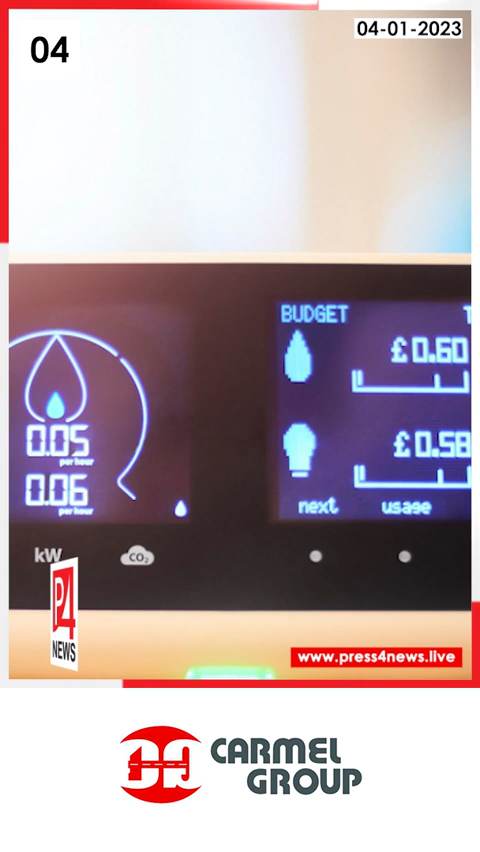 04
04-01-2023
BUDGET
£0.60
0.05
per hour
£0.58
0.06
per hour
next usage
kW
CO₂
P4
NEWS
www.press4news.live
CARMEL
GROUP